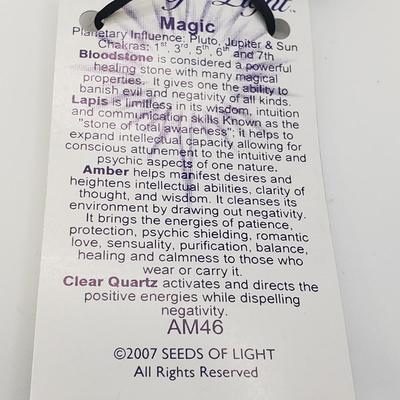 Light™
Magic
Planetary Influence: Pluto, Jupiter & Sun
Chakras: 1st, 3rd, 5th, 6th and 7th
Bloodstone is considered a powerful
healing stone with many magical
properties. It gives one the ability to
banish evil and negativity of all kinds.
Lapis is limitless in its wisdom, intuition
and communication skills Known as the
"stone of total awareness"; it helps to
expand intellectual capacity allowing for
conscious attunement to the intuitive and
psychic aspects of one nature.
Amber helps manifest desires and
heightens intellectual abilities, clarity of
thought, and wisdom. It cleanses its
environment by drawing out negativity.
It brings the energies of patience,
protection, psychic shielding, romantic
love, sensuality, purification, balance,
healing and calmness to those who
wear or carry it.
Clear Quartz activates and directs the
positive energies while dispelling
negativity.
AM46
©2007 SEEDS OF LIGHT
All Rights Reserved